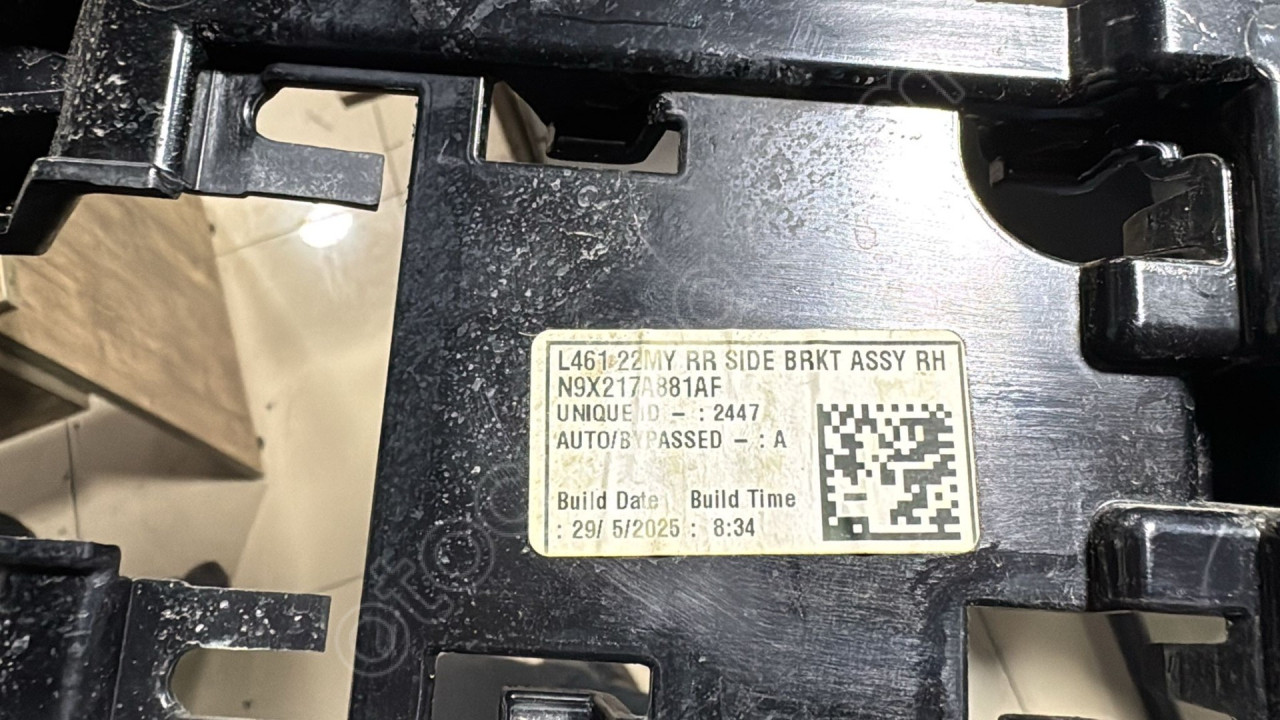 L461 22MY RR SIDE BRKT ASSY RH
N9X217A881AF
UNIQUE ID - : 2447
AUTO/BYPASSED - : A
Build Date Build Time
: 29/ 5/2025 : 8:34